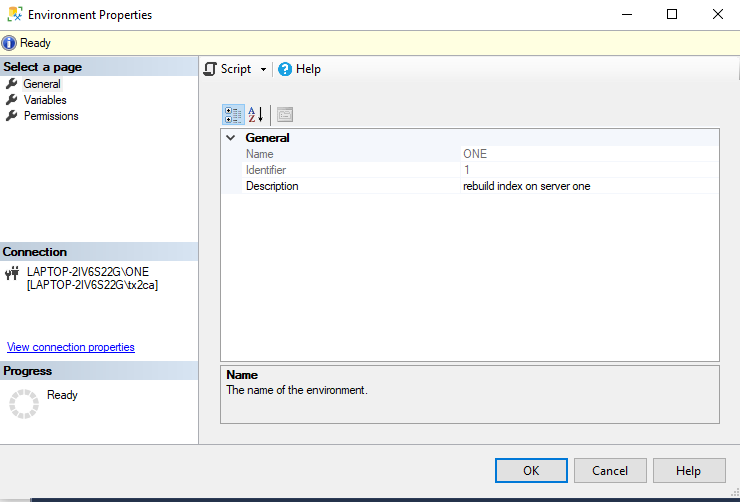 Environment Properties
Ready
Select a page
General
Variables
Permissions
Script
Help
General
Name ONE
Identifier 1
Description rebuild index on server one
Connection
LAPTOP-2IV6S22G\ONE
[LAPTOP-2IV6S22G\tx2ca]
View connection properties
Progress
Ready
Name
The name of the environment.
OK
Cancel
Help